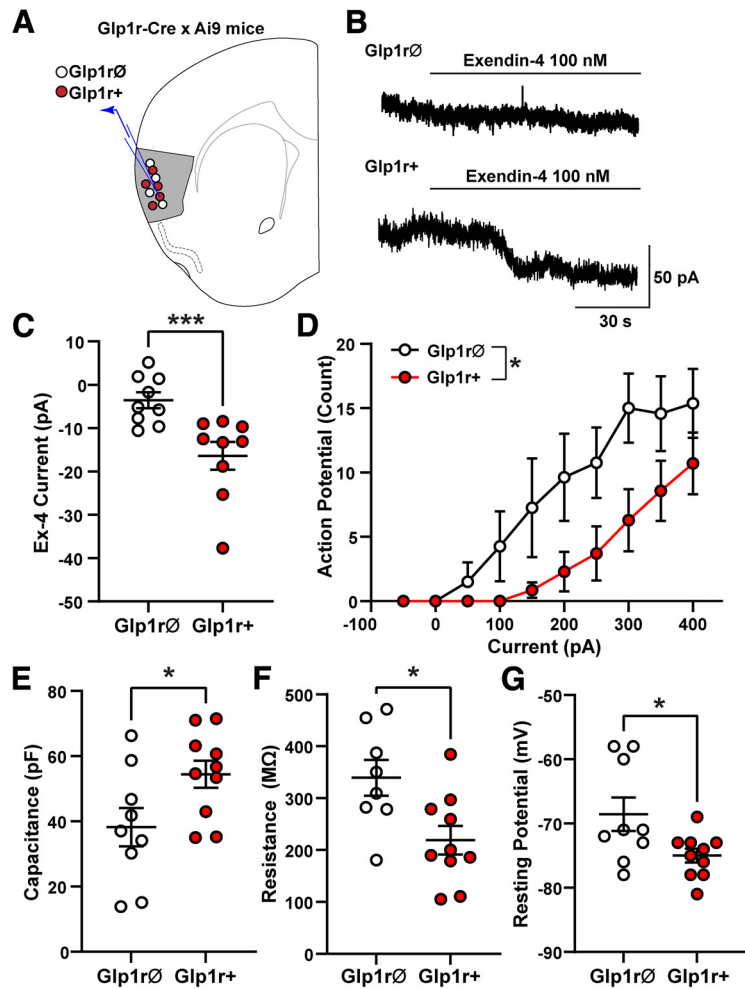 A
Glp1r-Cre x Ai9 mice
Glp1rØ
Glp1r+
B
Glp1rØ
Exendin-4 100 nM
Glp1r+
Exendin-4 100 nM
50 pA
30 s
C
***
10
0
-10
-20
-30
-40
-50
Ex-4 Current (pA)
Glp1rØ Glp1r+
D
Glp1rØ
Glp1r+
*
20
15
10
5
0
Action Potential (Count)
-100 0 100 200 300 400
Current (pA)
E
*
80
60
40
20
0
Capacitance (pF)
Glp1rØ Glp1r+
F
*
500
400
300
200
100
0
Resistance (MΩ)
Glp1rØ Glp1r+
G
*
-50
-60
-70
-80
-90
Resting Potential (mV)
Glp1rØ Glp1r+